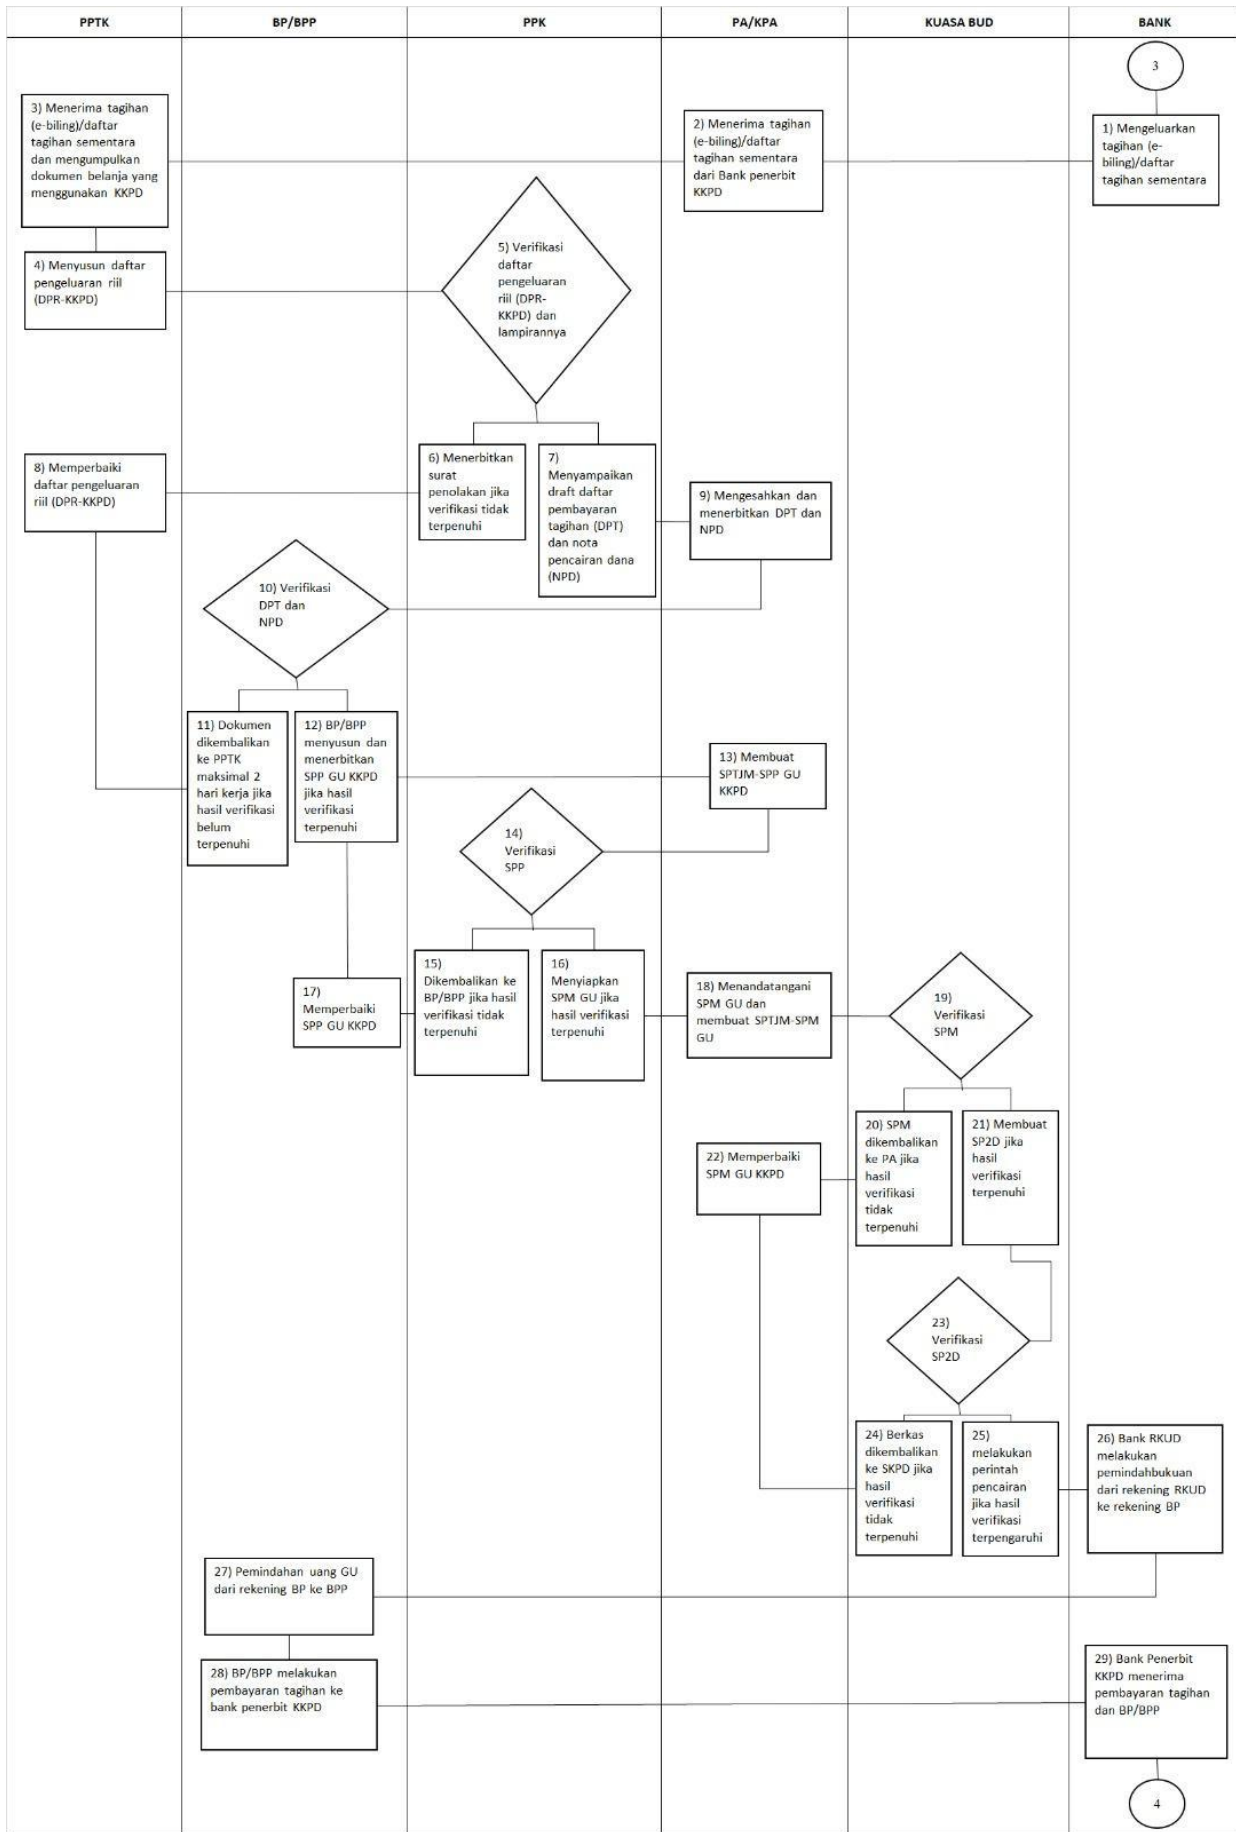 PPTK
BP/BPP
PPK
PA/KPA
KUASA BUD
BANK
3
1) Mengeluarkan
tagihan (e-
biling)/daftar
tagihan sementara
2) Menerima tagihan
(e-biling)/daftar
tagihan sementara
dari Bank penerbit
KKPD
3) Menerima tagihan
(e-biling)/daftar
tagihan sementara
dan mengumpulkan
dokumen belanja yang
menggunakan KKPD
4) Menyusun daftar
pengeluaran riil
(DPR-KKPD)
5) Verifikasi
daftar
pengeluaran
riil (DPR-
KKPD) dan
lampirannya
6) Menerbitkan
surat
penolakan jika
verifikasi tidak
terpenuhi
7)
Menyampaikan
draft daftar
pembayaran
tagihan (DPT)
dan nota
pencairan dana
(NPD)
8) Memperbaiki
daftar pengeluaran
riil (DPR-KKPD)
9) Mengesahkan dan
menerbitkan DPT dan
NPD
10) Verifikasi
DPT dan
NPD
11) Dokumen
dikembalikan
ke PPTK
maksimal 2
hari kerja jika
hasil verifikasi
belum
terpenuhi
12) BP/BPP
menyusun dan
menerbitkan
SPP GU KKPD
jika hasil
verifikasi
terpenuhi
13) Membuat
SPTJM-SPP GU
KKPD
14)
Verifikasi
SPP
15)
Dikembalikan ke
BP/BPP jika hasil
verifikasi tidak
terpenuhi
16)
Menyiapkan
SPM GU jika
hasil verifikasi
terpenuhi
17)
Memperbaiki
SPP GU KKPD
18) Menandatangani
SPM GU dan
membuat SPTJM-SPM
GU
19)
Verifikasi
SPM
20) SPM
dikembalikan
ke PA jika
hasil
verifikasi
tidak
terpenuhi
21) Membuat
SP2D jika
hasil
verifikasi
terpenuhi
22) Memperbaiki
SPM GU KKPD
23)
Verifikasi
SP2D
24) Berkas
dikembalikan
ke SKPD jika
hasil
verifikasi
tidak
terpenuhi
25)
melakukan
perintah
pencairan
jika hasil
verifikasi
terpengaruhi
26) Bank RKUD
melakukan
pemindahbukuan
dari rekening RKUD
ke rekening BP
27) Pemindahan uang GU
dari rekening BP ke BPP
28) BP/BPP melakukan
pembayaran tagihan ke
bank penerbit KKPD
29) Bank Penerbit
KKPD menerima
pembayaran tagihan
dan BP/BPP
4